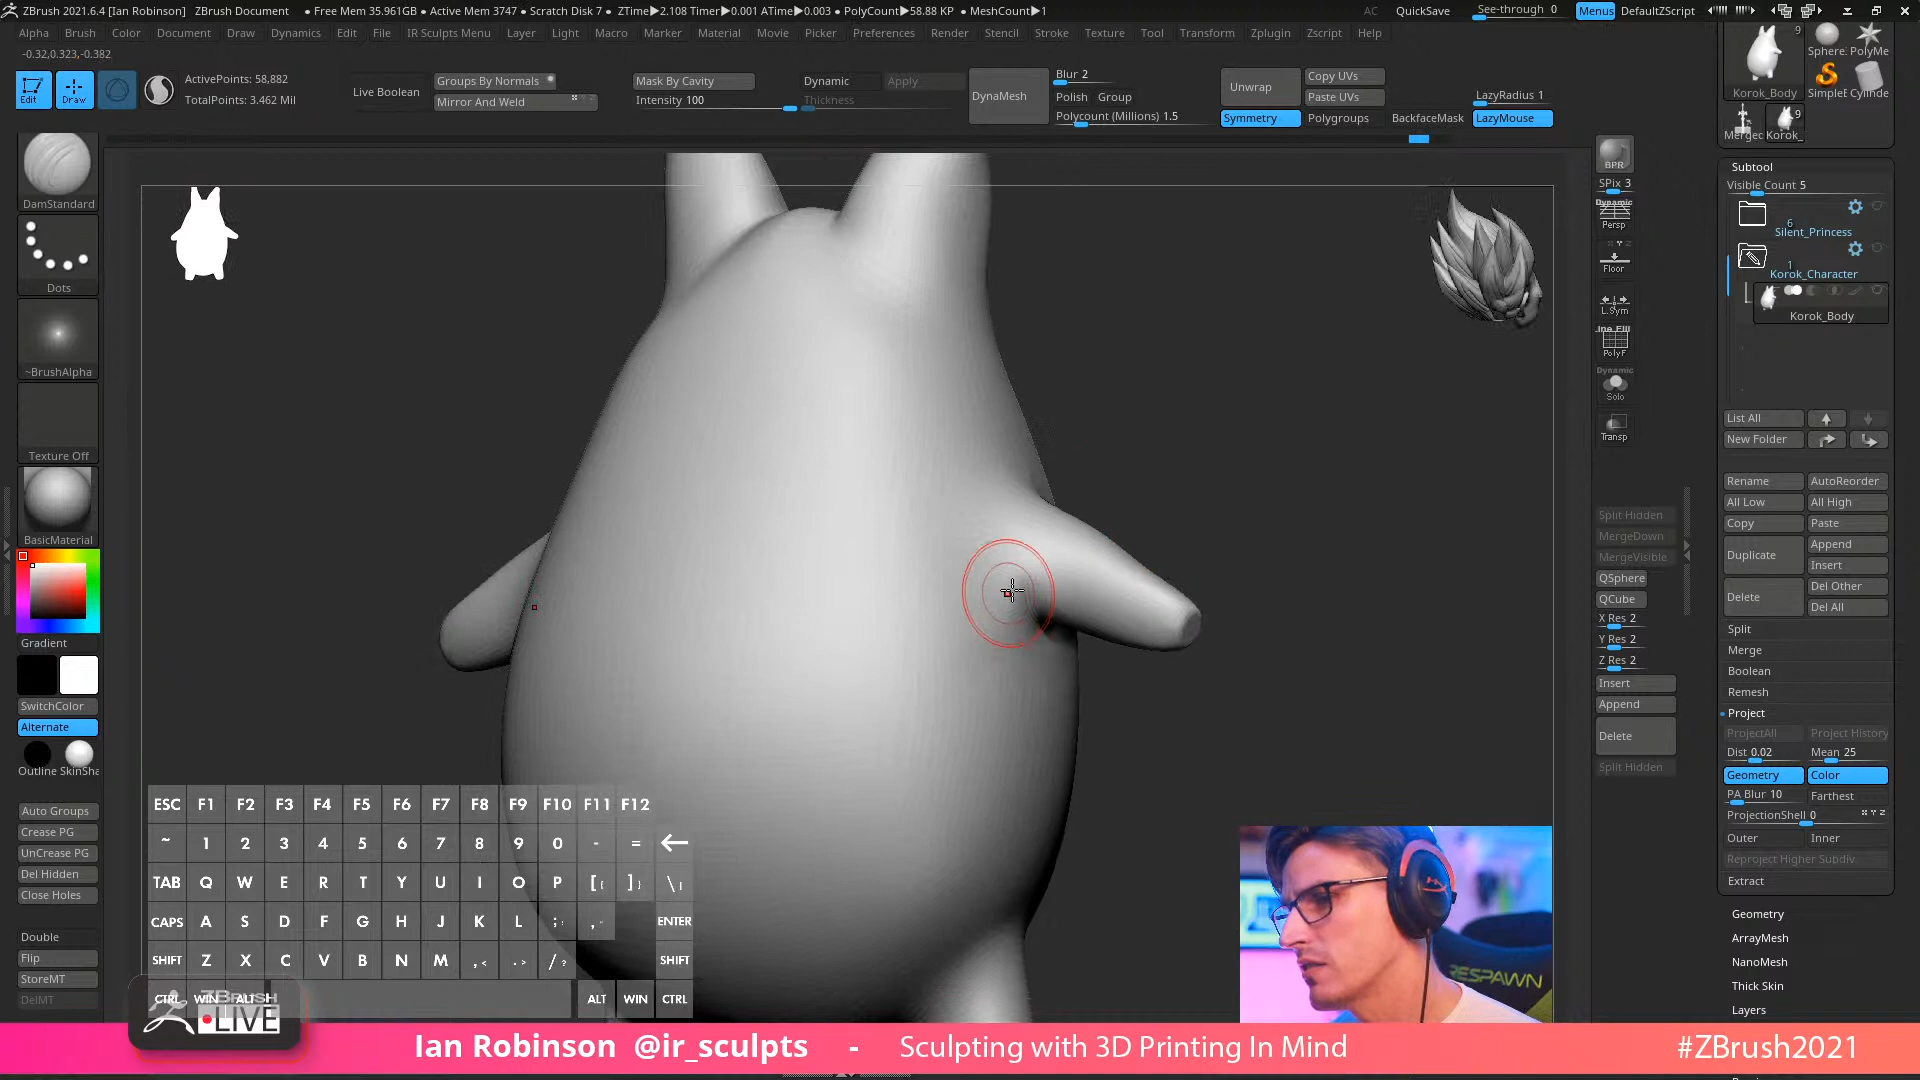 ZBrush 2021.6.4 [Ian Robinson] ZBrush Document • Free Mem 35.961GB • Active Mem 3747 • Scratch Disk 7 • ZTime▶2.108 Timer▶0.001 ATime▶0.003 • PolyCount▶58.88 KP • MeshCount▶1 AC QuickSave See-through 0 Menus DefaultZScript
Alpha Brush Color Document Draw Dynamics Edit File IR Sculpts Menu Layer Light Macro Marker Material Movie Picker Preferences Render Stencil Stroke Texture Tool Transform Zplugin Zscript Help
-0.32,0.323,-0.382
Edit Draw
ActivePoints: 58,882
TotalPoints: 3.462 Mil
Live Boolean
Groups By Normals
Mirror And Weld
Mask By Cavity
Intensity 100
Dynamic Apply
Thickness
DynaMesh
Blur 2
Polish Group
Polycount (Millions) 1.5
Unwrap
Copy UVs
Paste UVs
Symmetry Polygroups BackfaceMask
LazyRadius 1
LazyMouse
DamStandard
Dots
~BrushAlpha
Texture Off
BasicMaterial
Gradient
SwitchColor
Alternate
Outline SkinSha
Auto Groups
Crease PG
UnCrease PG
Del Hidden
Close Holes
Double
Flip
StoreMT
DelMT
BPR
SPix 3
Dynamic
Persp
Floor
L.Sym
Line Fill
PolyF
Dynamic
Solo
Transp
Split Hidden
MergeDown
MergeVisible
QSphere
QCube
X Res 2
Y Res 2
Z Res 2
Insert
Append
Delete
Split Hidden
9
Korok_Body
Sphere. PolyMe
SimpleE Cylinde
Mergec Korok_
9
Subtool
Visible Count 5
6
Silent_Princess
1
Korok_Character
Korok_Body
List All
New Folder
Rename AutoReorder
All Low All High
Copy Paste
Duplicate Append
Insert
Delete Del Other
Del All
Split
Merge
Boolean
Remesh
Project
ProjectAll Project History
Dist 0.02 Mean 25
Geometry Color
PA Blur 10 Farthest
ProjectionShell 0
Outer Inner
Reproject Higher Subdiv
Extract
Geometry
ArrayMesh
NanoMesh
Thick Skin
Layers
ESC F1 F2 F3 F4 F5 F6 F7 F8 F9 F10 F11 F12
~ 1 2 3 4 5 6 7 8 9 0 - = ←
TAB Q W E R T Y U I O P [{ ]} \|
CAPS A S D F G H J K L ;: ," ENTER
SHIFT Z X C V B N M ,< .> /? SHIFT
CTRL WIN ALT ALT WIN CTRL
ZBRUSH
LIVE
RESPAWN
Ian Robinson @ir_sculpts - Sculpting with 3D Printing In Mind #ZBrush2021